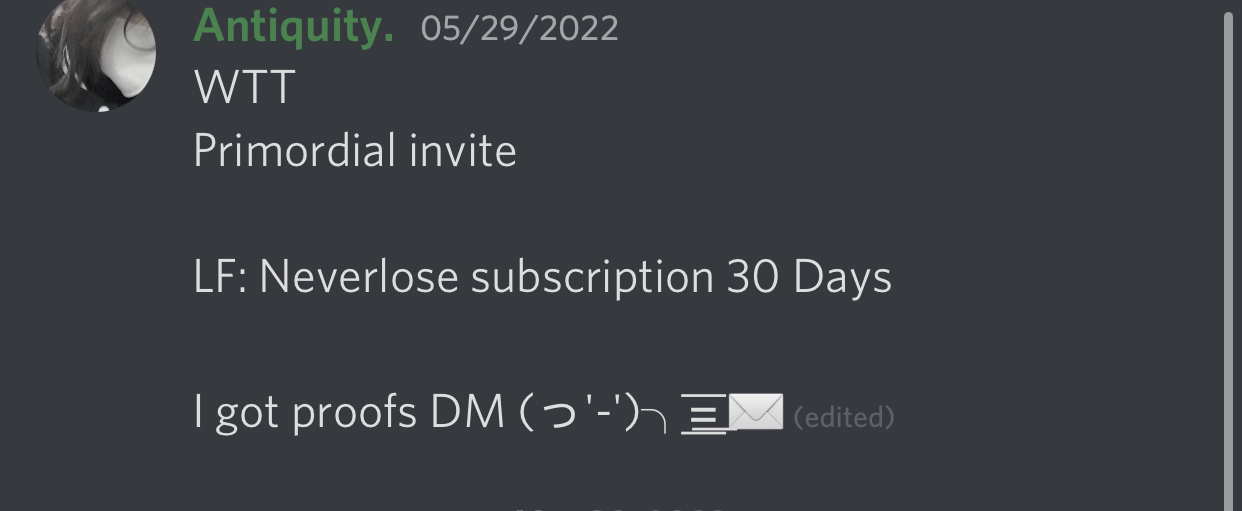 Antiquity. 05/29/2022
WTT
Primordial invite
LF: Neverlose subscription 30 Days
I got proofs DM (っ '-')╮ =͟͟͞͞ ✉️ (edited)